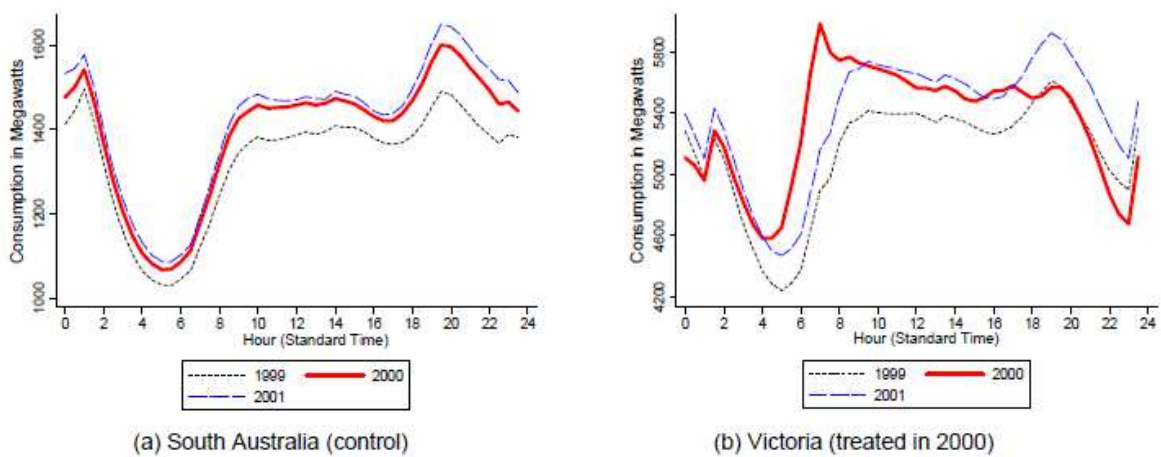 Consumption in Megawatts
1600
1400
1200
1000
0 2 4 6 8 10 12 14 16 18 20 22 24
Hour (Standard Time)
1999 2000
2001
(a) South Australia (control)
Consumption in Megawatts
5800
5400
5000
4600
4200
0 2 4 6 8 10 12 14 16 18 20 22 24
Hour (Standard Time)
1999 2000
2001
(b) Victoria (treated in 2000)